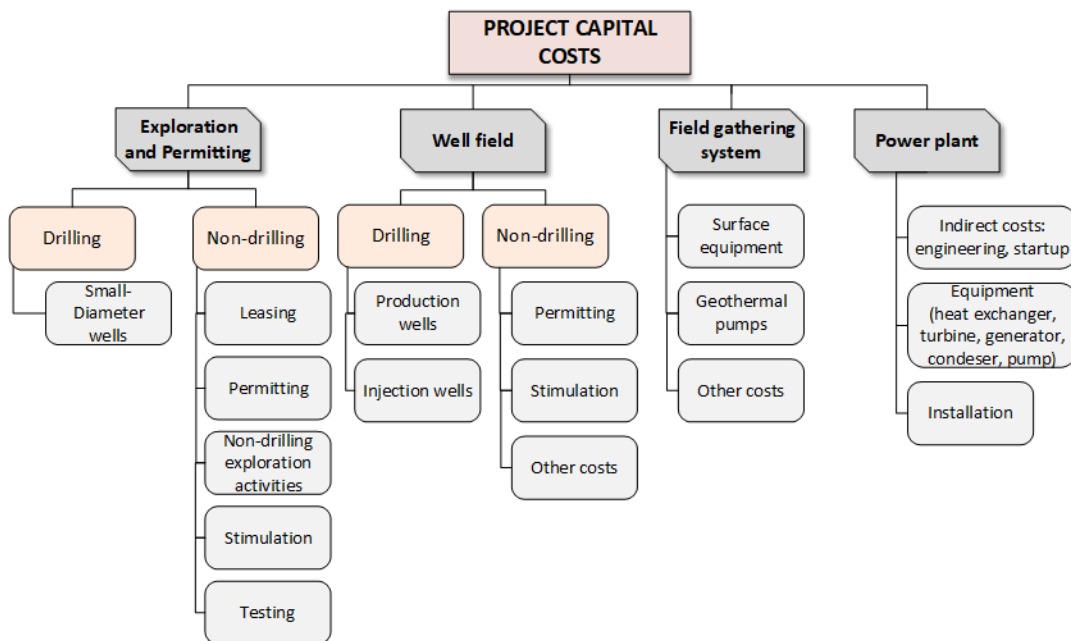 PROJECT CAPITAL
COSTS
Exploration
and Permitting
Well field
Field gathering
system
Power plant
Drilling
Small-
Diameter
wells
Non-drilling
Leasing
Permitting
Non-drilling
exploration
activities
Stimulation
Testing
Drilling
Production
wells
Injection wells
Non-drilling
Permitting
Stimulation
Other costs
Surface
equipment
Geothermal
pumps
Other costs
Indirect costs:
engineering, startup
Equipment
(heat exchanger,
turbine, generator,
condeser, pump)
Installation